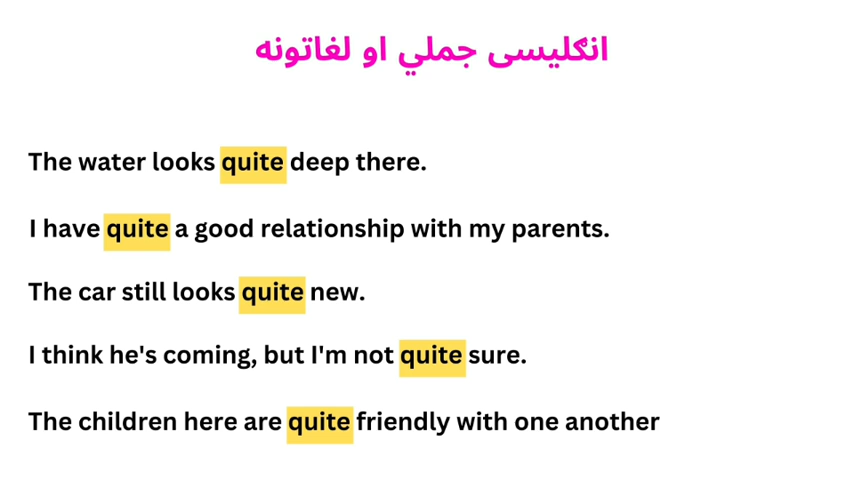 انګلیسی جملي او لغاتونه
The water looks quite deep there.
I have quite a good relationship with my parents.
The car still looks quite new.
I think he's coming, but I'm not quite sure.
The children here are quite friendly with one another